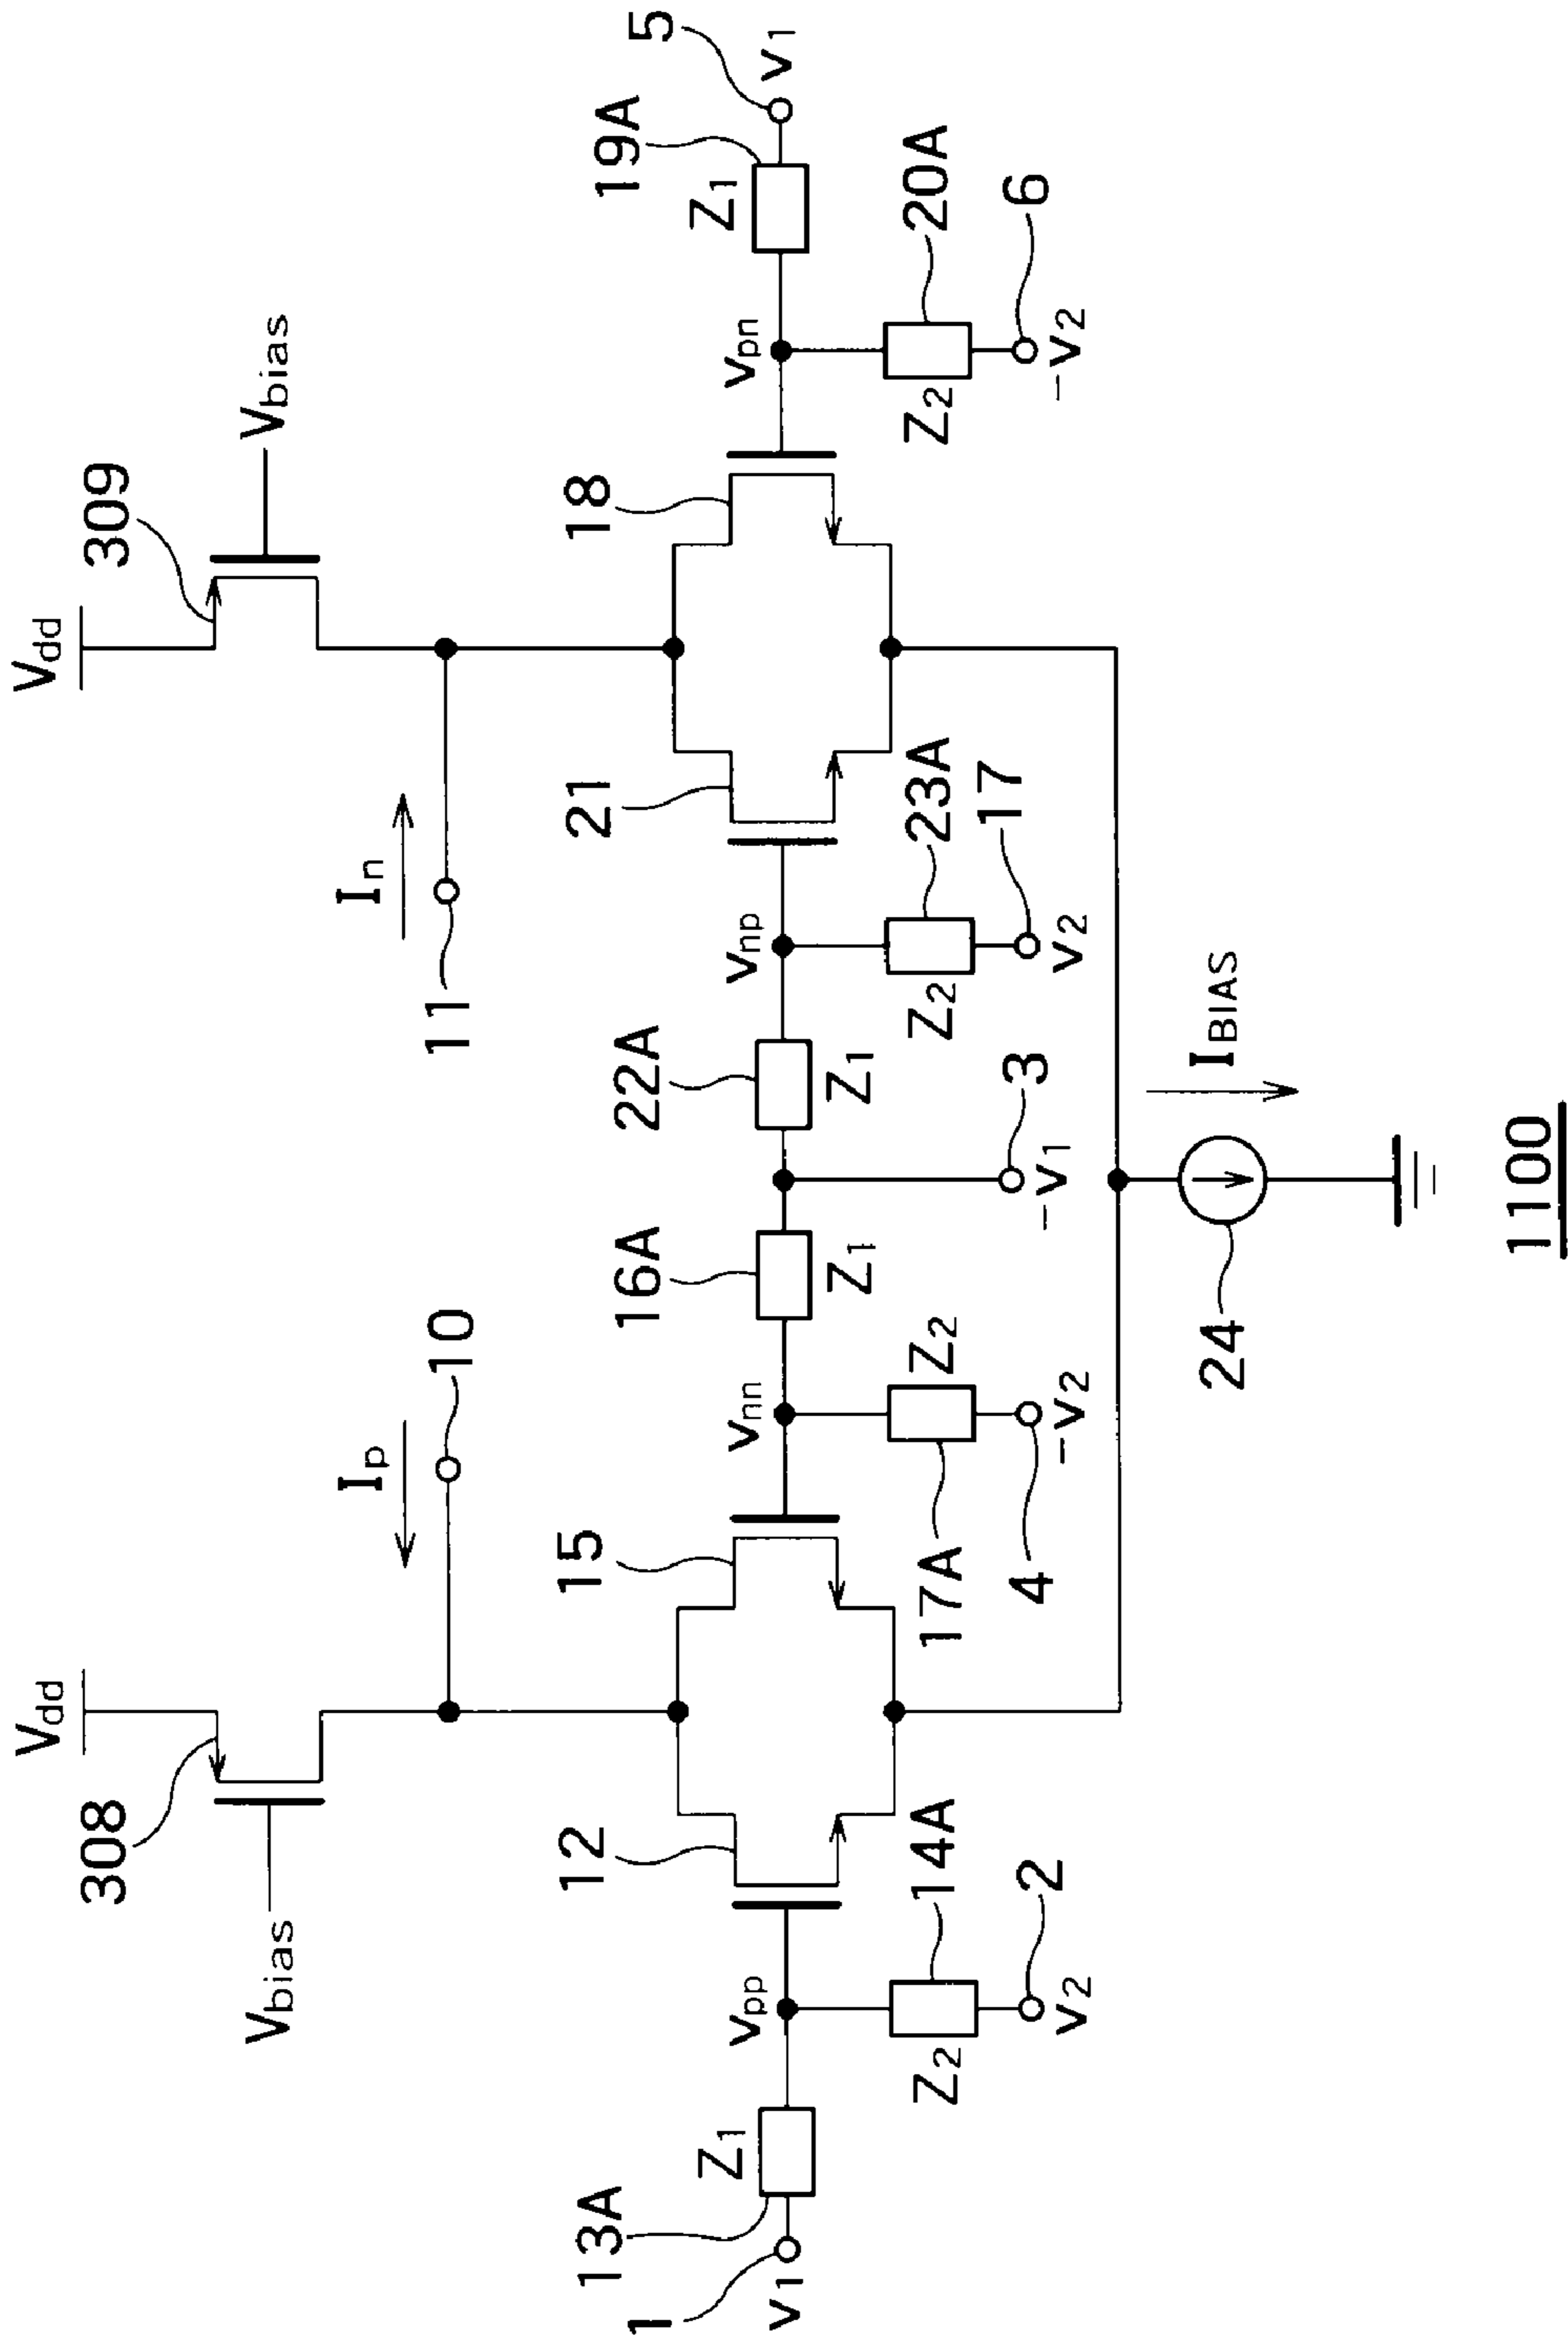 Vdd
Vdd
308
309
Vbias
Vbias
Ip
In
10
11
12
15
21
18
13A
Z1
vpp
vnn
16A
22A
vnp
vpn
Z1
19A
1
v1
Z1
Z1
v1
5
Z2
14A
17A
Z2
Z2
23A
Z2
20A
v2
2
4
-v2
-v1
3
v2
17
-v2
6
24
IBIAS
1100